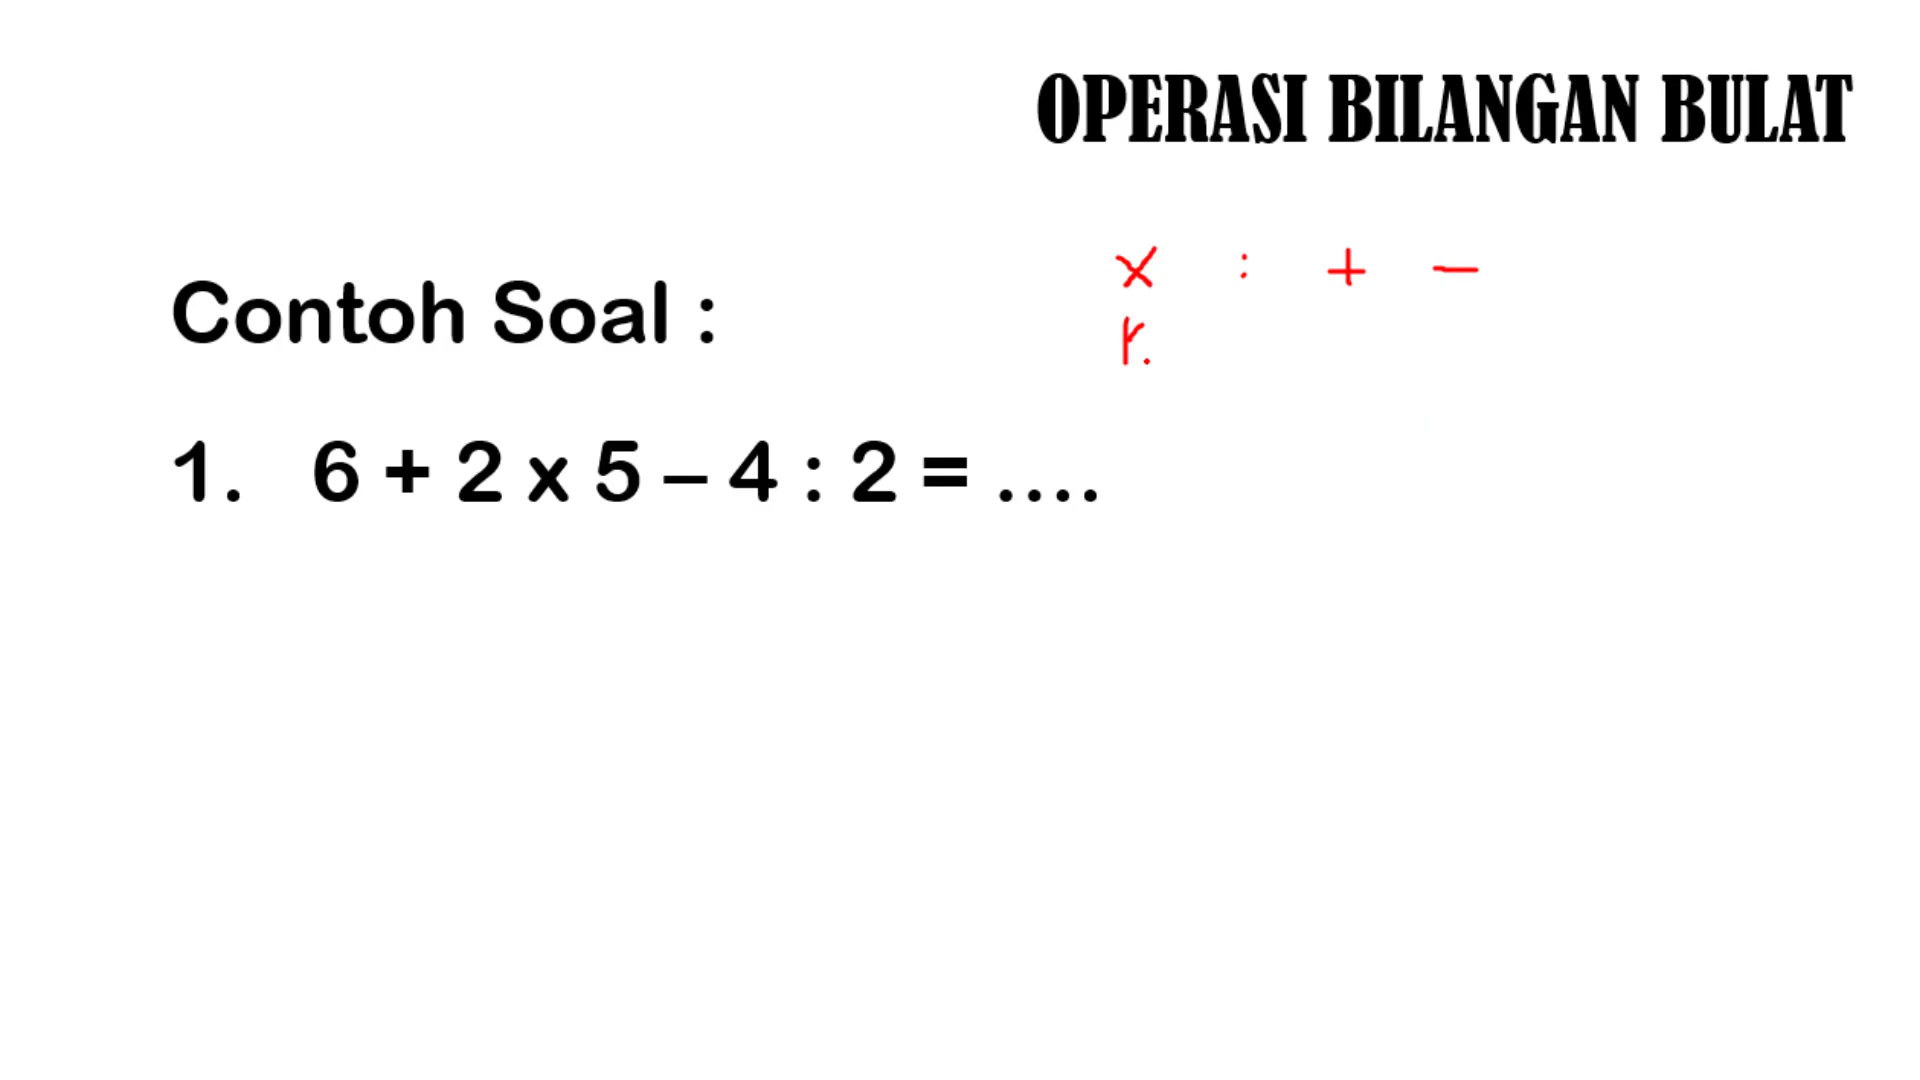 OPERASI BILANGAN BULAT
x : + –
Contoh Soal :
1. 6 + 2 x 5 – 4 : 2 = ....